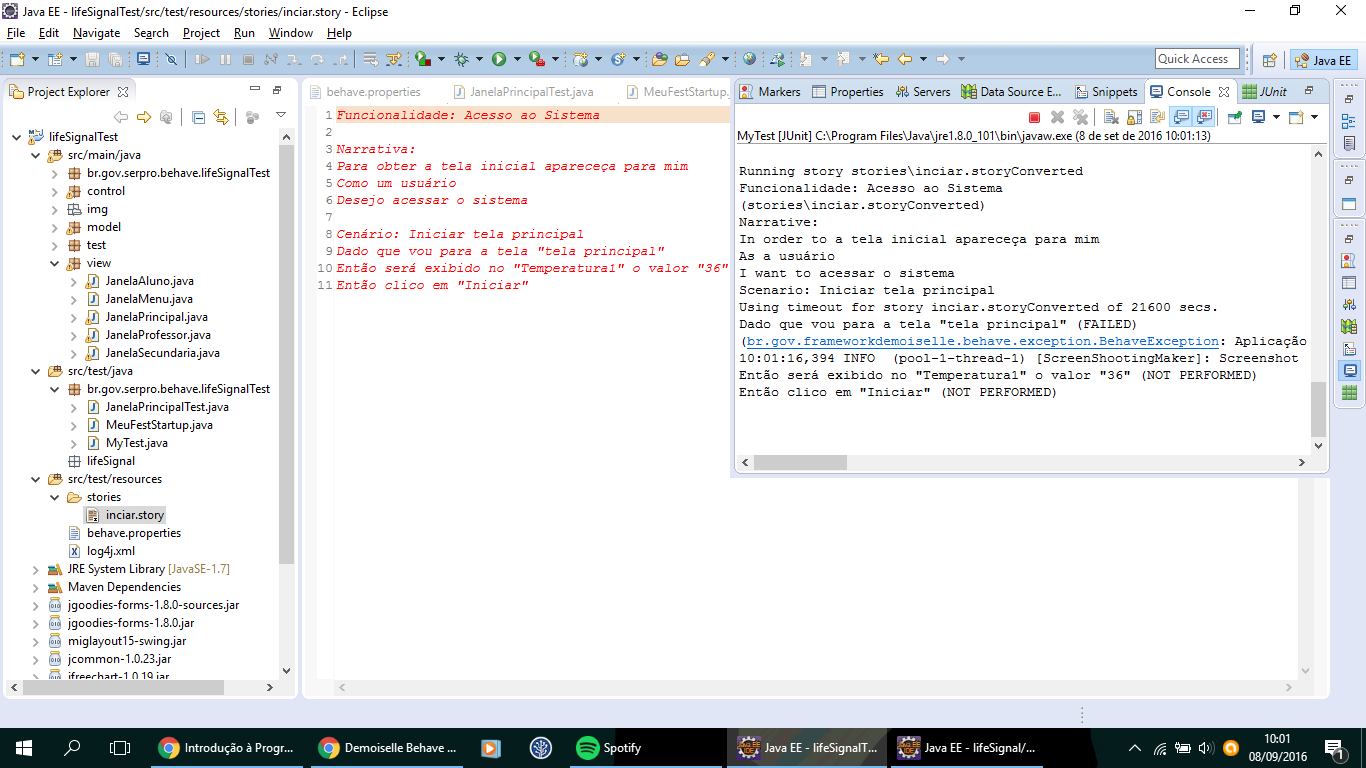 Java EE - lifeSignalTest/src/test/resources/stories/inciar.story - Eclipse
File Edit Navigate Search Project Run Window Help
Quick Access
Java EE
Project Explorer
lifeSignalTest
src/main/java
br.gov.serpro.behave.lifeSignalTest
control
img
model
test
view
JanelaAluno.java
JanelaMenu.java
JanelaPrincipal.java
JanelaProfessor.java
JanelaSecundaria.java
src/test/java
br.gov.serpro.behave.lifeSignalTest
JanelaPrincipalTest.java
MeuFestStartup.java
MyTest.java
lifeSignal
src/test/resources
stories
inciar.story
behave.properties
log4j.xml
JRE System Library [JavaSE-1.7]
Maven Dependencies
jgoodies-forms-1.8.0-sources.jar
jgoodies-forms-1.8.0.jar
miglayout15-swing.jar
jcommon-1.0.23.jar
jfreechart-1.0.19.jar
behave.properties JanelaPrincipalTest.java MeuFestStartup.
1 Funcionalidade: Acesso ao Sistema
2
3 Narrativa:
4 Para obter a tela inicial apareceça para mim
5 Como um usuário
6 Desejo acessar o sistema
7
8 Cenário: Iniciar tela principal
9 Dado que vou para a tela "tela principal"
10 Então será exibido no "Temperatura1" o valor "36"
11 Então clico em "Iniciar"
Markers Properties Servers Data Source E... Snippets Console JUnit
MyTest [JUnit] C:\Program Files\Java\jre1.8.0_101\bin\javaw.exe (8 de set de 2016 10:01:13)
Running story stories\inciar.storyConverted
Funcionalidade: Acesso ao Sistema
(stories\inciar.storyConverted)
Narrative:
In order to a tela inicial apareceça para mim
As a usuário
I want to acessar o sistema
Scenario: Iniciar tela principal
Using timeout for story inciar.storyConverted of 21600 secs.
Dado que vou para a tela "tela principal" (FAILED)
(br.gov.frameworkdemoiselle.behave.exception.BehaveException: Aplicação
10:01:16,394 INFO (pool-1-thread-1) [ScreenShootingMaker]: Screenshot
Então será exibido no "Temperatura1" o valor "36" (NOT PERFORMED)
Então clico em "Iniciar" (NOT PERFORMED)
Introdução à Progr... Demoiselle Behave ... Spotify Java EE - lifeSignalT... Java EE - lifeSignal/...
10:01
08/09/2016
1